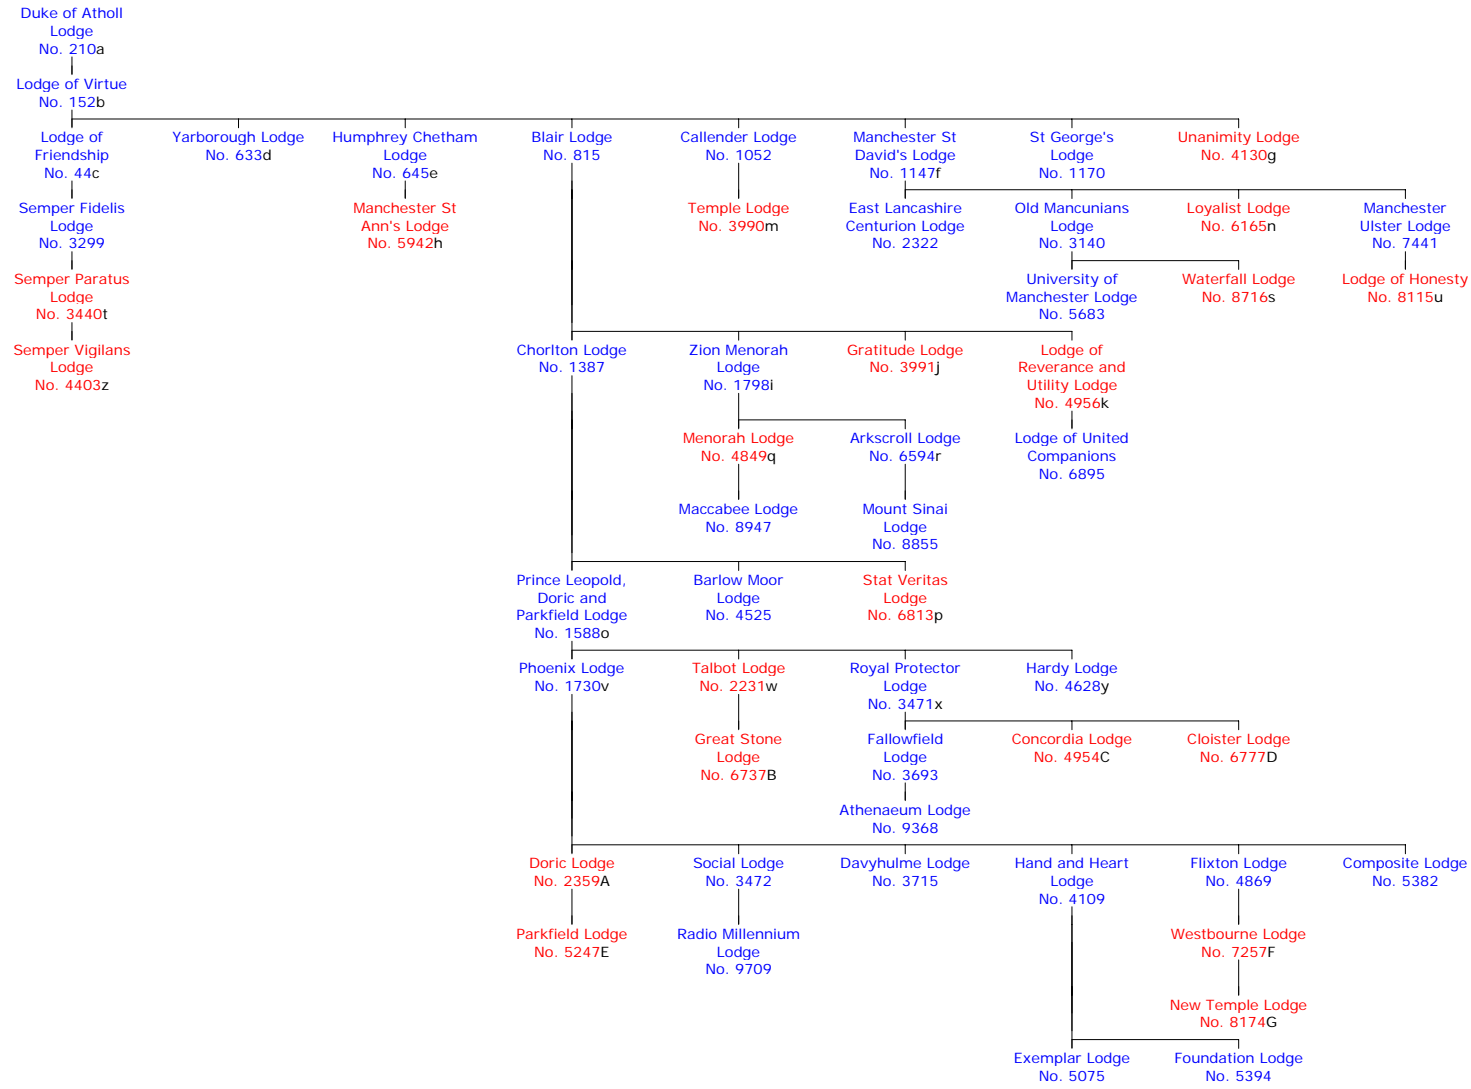 Duke of Atholl
Lodge
No. 210a
Lodge of Virtue
No. 152b
Lodge of
Friendship
No. 44c
Yarborough Lodge
No. 633d
Humphrey Chetham
Lodge
No. 645e
Blair Lodge
No. 815
Callender Lodge
No. 1052
Manchester St
David's Lodge
No. 1147f
St George's
Lodge
No. 1170
Unanimity Lodge
No. 4130g
Semper Fidelis
Lodge
No. 3299
Manchester St
Ann's Lodge
No. 5942h
Temple Lodge
No. 3990m
East Lancashire
Centurion Lodge
No. 2322
Old Mancunians
Lodge
No. 3140
Loyalist Lodge
No. 6165n
Manchester
Ulster Lodge
No. 7441
Semper Paratus
Lodge
No. 3440t
University of
Manchester Lodge
No. 5683
Waterfall Lodge
No. 8716s
Lodge of Honesty
No. 8115u
Semper Vigilans
Lodge
No. 4403z
Chorlton Lodge
No. 1387
Zion Menorah
Lodge
No. 1798i
Gratitude Lodge
No. 3991j
Lodge of
Reverance and
Utility Lodge
No. 4956k
Menorah Lodge
No. 4849q
Arkscroll Lodge
No. 6594r
Lodge of United
Companions
No. 6895
Maccabee Lodge
No. 8947
Mount Sinai
Lodge
No. 8855
Prince Leopold,
Doric and
Parkfield Lodge
No. 1588o
Barlow Moor
Lodge
No. 4525
Stat Veritas
Lodge
No. 6813p
Phoenix Lodge
No. 1730v
Talbot Lodge
No. 2231w
Royal Protector
Lodge
No. 3471x
Hardy Lodge
No. 4628y
Great Stone
Lodge
No. 6737B
Fallowfield
Lodge
No. 3693
Concordia Lodge
No. 4954C
Cloister Lodge
No. 6777D
Athenaeum Lodge
No. 9368
Doric Lodge
No. 2359A
Social Lodge
No. 3472
Davyhulme Lodge
No. 3715
Hand and Heart
Lodge
No. 4109
Flixton Lodge
No. 4869
Composite Lodge
No. 5382
Parkfield Lodge
No. 5247E
Radio Millennium
Lodge
No. 9709
Westbourne Lodge
No. 7257F
New Temple Lodge
No. 8174G
Exemplar Lodge
No. 5075
Foundation Lodge
No. 5394